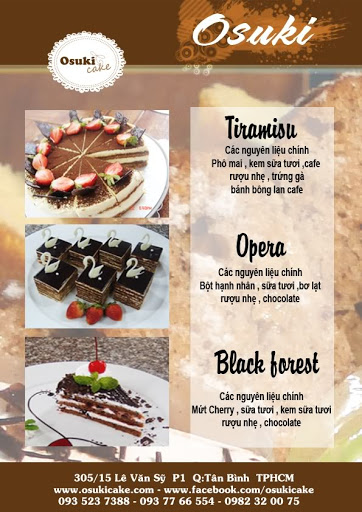 Osuki
cake
Osuki
Tiramisu
Các nguyên liệu chính
Phô mai , kem sữa tươi ,cafe
rượu nhẹ , trứng gà
bánh bông lan cafe
Opera
Các nguyên liệu chính
Bột hạnh nhân , sữa tươi ,bơ lạt
rượu nhẹ , chocolate
Black forest
Các nguyên liệu chính
Mứt Cherry , sữa tươi , kem sữa tươi
rượu nhẹ , chocolate
305/15 Lê Văn Sỹ P1 Q:Tân Bình TPHCM
www.osukicake.com - www.facebook.com/osukicake
093 523 7388 - 093 77 66 554 - 0982 32 00 75